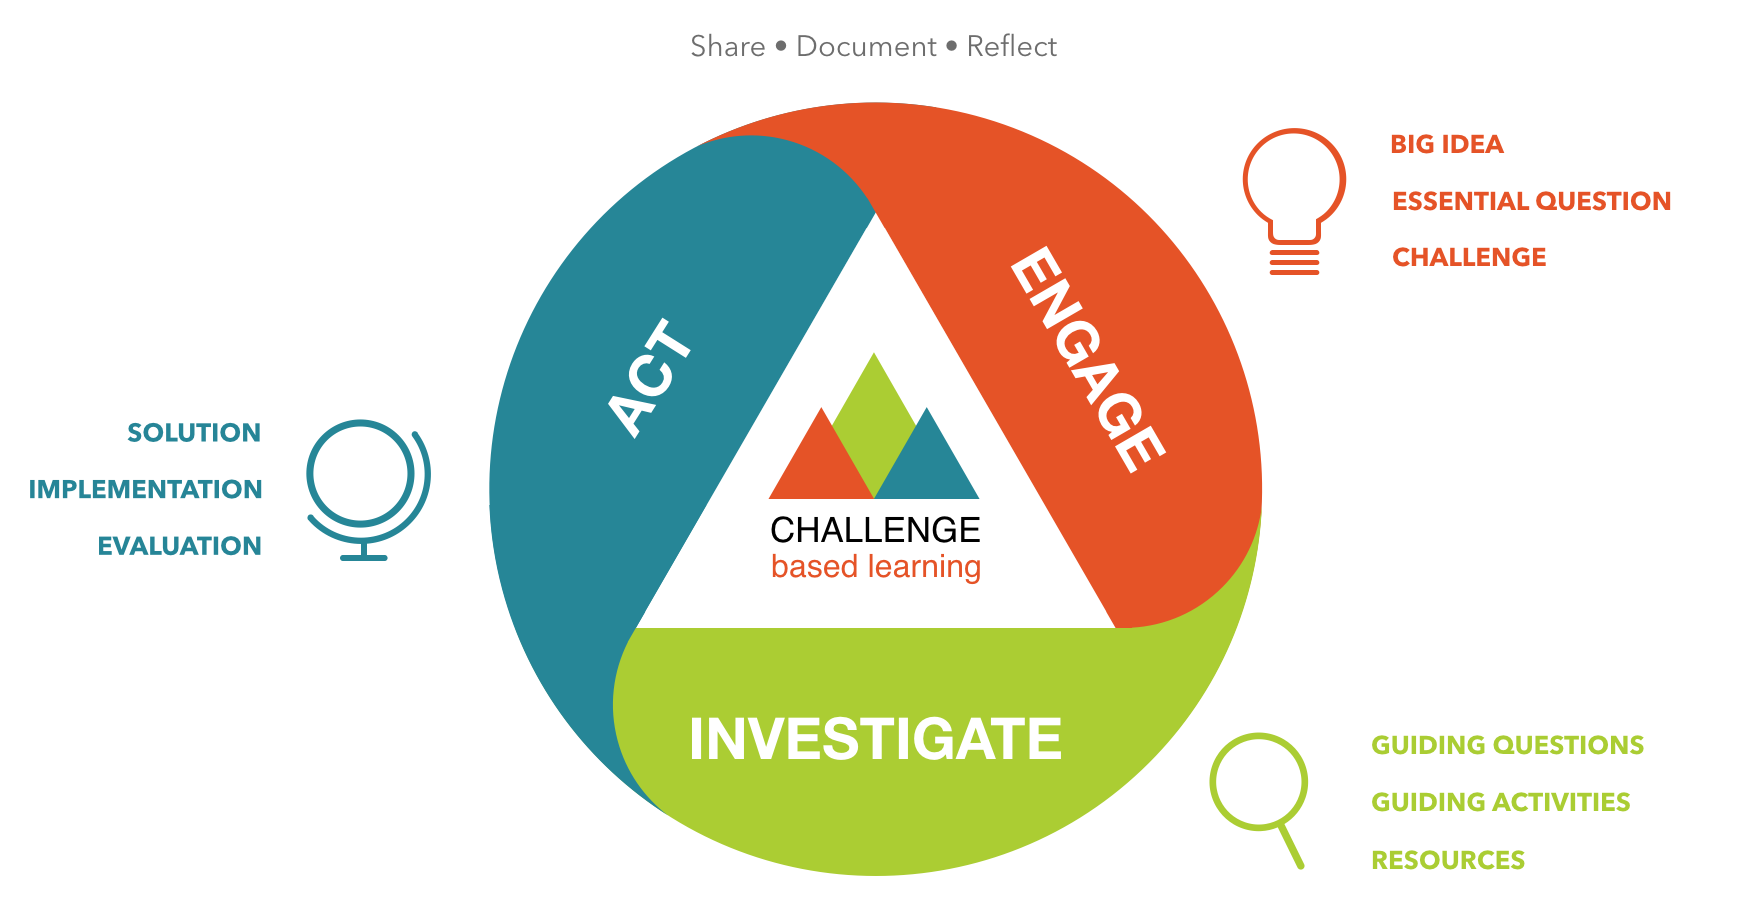 Share • Document • Reflect
ENGAGE
BIG IDEA
ESSENTIAL QUESTION
CHALLENGE
ACT
SOLUTION
IMPLEMENTATION
EVALUATION
CHALLENGE
based learning
INVESTIGATE
GUIDING QUESTIONS
GUIDING ACTIVITIES
RESOURCES